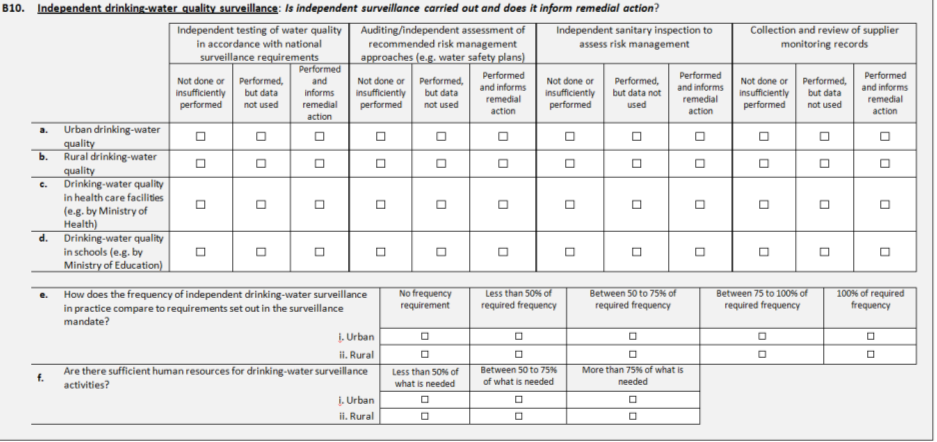 B10. Independent drinking-water quality surveillance: Is independent surveillance carried out and does it inform remedial action?
Independent testing of water quality in accordance with national surveillance requirements
Auditing/independent assessment of recommended risk management approaches (e.g. water safety plans)
Independent sanitary inspection to assess risk management
Collection and review of supplier monitoring records
Not done or insufficiently performed
Performed, but data not used
Performed and informs remedial action
Not done or insufficiently performed
Performed, but data not used
Performed and informs remedial action
Not done or insufficiently performed
Performed, but data not used
Performed and informs remedial action
Not done or insufficiently performed
Performed, but data not used
Performed and informs remedial action
a. Urban drinking-water quality ☐ ☐ ☐ ☐ ☐ ☐ ☐ ☐ ☐ ☐ ☐ ☐
b. Rural drinking-water quality ☐ ☐ ☐ ☐ ☐ ☐ ☐ ☐ ☐ ☐ ☐ ☐
c. Drinking-water quality in health care facilities (e.g. by Ministry of Health) ☐ ☐ ☐ ☐ ☐ ☐ ☐ ☐ ☐ ☐ ☐ ☐
d. Drinking-water quality in schools (e.g. by Ministry of Education) ☐ ☐ ☐ ☐ ☐ ☐ ☐ ☐ ☐ ☐ ☐ ☐
e. How does the frequency of independent drinking-water surveillance in practice compare to requirements set out in the surveillance mandate?
No frequency requirement
Less than 50% of required frequency
Between 50 to 75% of required frequency
Between 75 to 100% of required frequency
100% of required frequency
i. Urban ☐ ☐ ☐ ☐ ☐
ii. Rural ☐ ☐ ☐ ☐ ☐
f. Are there sufficient human resources for drinking-water surveillance activities?
Less than 50% of what is needed
Between 50 to 75% of what is needed
More than 75% of what is needed
i. Urban ☐ ☐ ☐
ii. Rural ☐ ☐ ☐